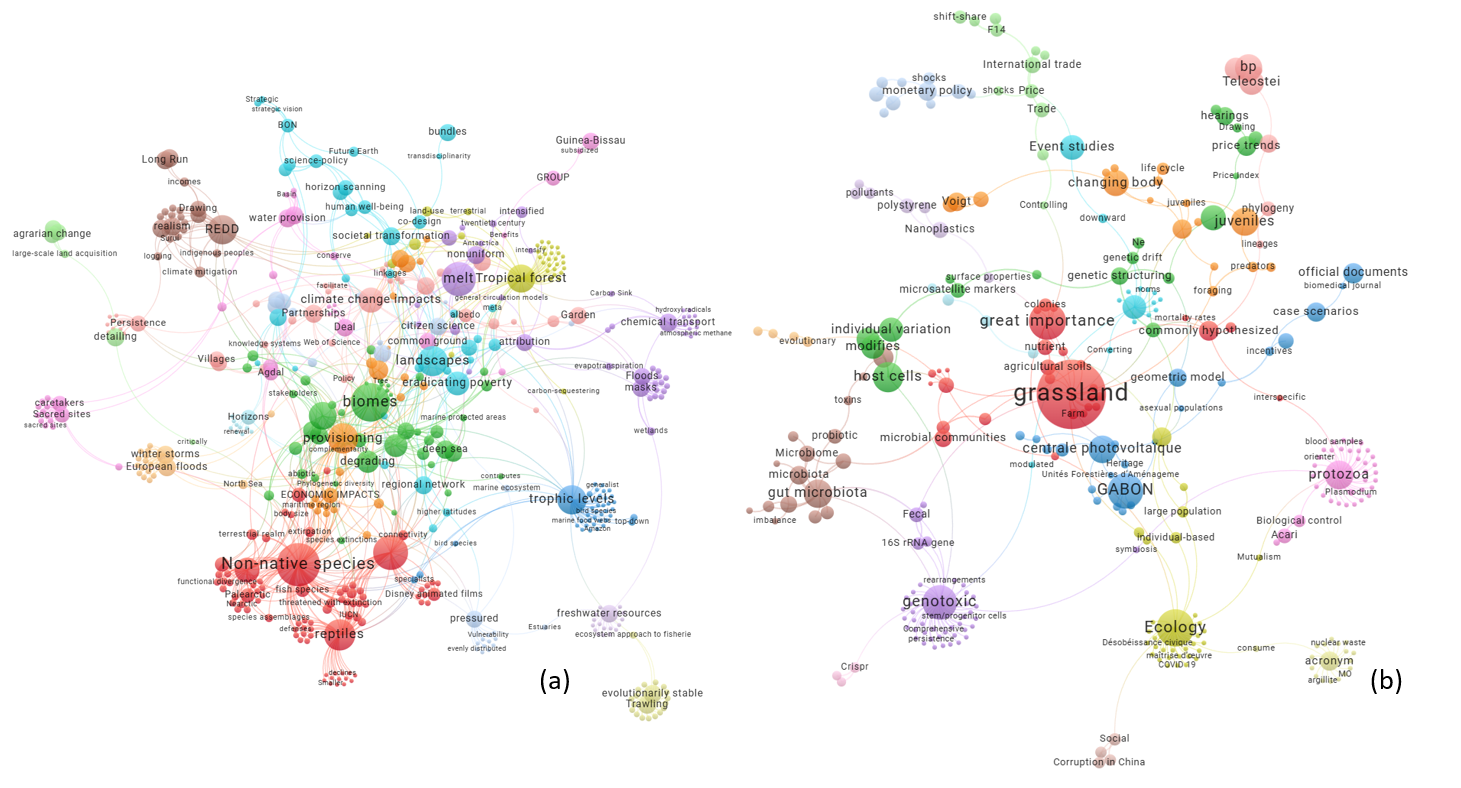 Strategic
strategic vision
BON
bundles
Future Earth
transdisciplinarity
Guinea-Bissau
subsidized
Long Run
science-policy
GROUP
incomes
horizon scanning
Basin
human well-being
Drawing
water provision
land-use
terrestrial
intensified
co-design
twentieth century
realism
REDD
societal transformation
Benefits
agrarian change
Antarctica
logging
indigenous peoples
conserve
nonuniform
intensify
large-scale land acquisition
climate mitigation
linkages
melt
Tropical forest
facilitate
climate change impacts
general circulation models
Carbon Sink
meta
Partnerships
albedo
Garden
hydroxyl radicals
Persistence
Deal
citizen science
chemical transport
detailing
knowledge systems
Web of Science
common ground
attribution
atmospheric methane
Villages
landscapes
Agdal
Policy
Tree
eradicating poverty
evapotranspiration
Floods
masks
stakeholders
carbon-sequestering
caretakers
Sacred sites
sacred sites
biomes
Horizons
renewal
marine protected areas
wetlands
critically
provisioning
complementality
deep sea
winter storms
European floods
degrading
abiotic
contributes
North Sea
Phylogenetic diversity
regional network
marine ecosystem
generalist
ECONOMIC IMPACTS
trophic levels
maritime region
body size
higher latitudes
bird species
marine food webs
top-down
Amazon
terrestrial realm
extirpation
species extinctions
connectivity
bird species
Non-native species
functional divergence
specialists
fish species
Palearctic
Nearctic
threatened with extinction
Disney animated films
IUCN
species assemblages
defenses
reptiles
pressured
freshwater resources
Estuaries
Vulnerability
ecosystem approach to fisherie
evenly distributed
declines
Smaller
(a)
evolutionarily stable
Trawling
shift-share
F14
International trade
shocks
monetary policy
shocks
Price
Trade
bp
Teleostei
hearings
Drawing
Event studies
price trends
life cycle
changing body
Price index
pollutants
polystyrene
Voigt
Controlling
juveniles
phylogeny
downward
juveniles
Nanoplastics
Ne
lineages
genetic drift
predators
surface properties
genetic structuring
official documents
microsatellite markers
norms
foraging
biomedical journal
colonies
great importance
mortality rates
case scenarios
individual variation
commonly hypothesized
modifies
evolutionary
nutrient
Converting
incentives
host cells
agricultural soils
geometric model
grassland
toxins
Farm
asexual populations
interspecific
probiotic
microbial communities
Microbiome
centrale photovoltaïque
blood samples
orienter
microbiota
modulated
Heritage
Unités Forestières d'Aménageme
protozoa
gut microbiota
GABON
Plasmodium
imbalance
Fecal
large population
Biological control
Acari
16S rRNA gene
individual-based
symbiosis
Mutualism
rearrangements
genotoxic
stem/progenitor cells
Comprehensive
persistence
Ecology
Désobéissance civique
maîtrise d'œuvre
COVID 19
consume
nuclear waste
acronym
MO
argillite
Crispr
(b)
Social
Corruption in China